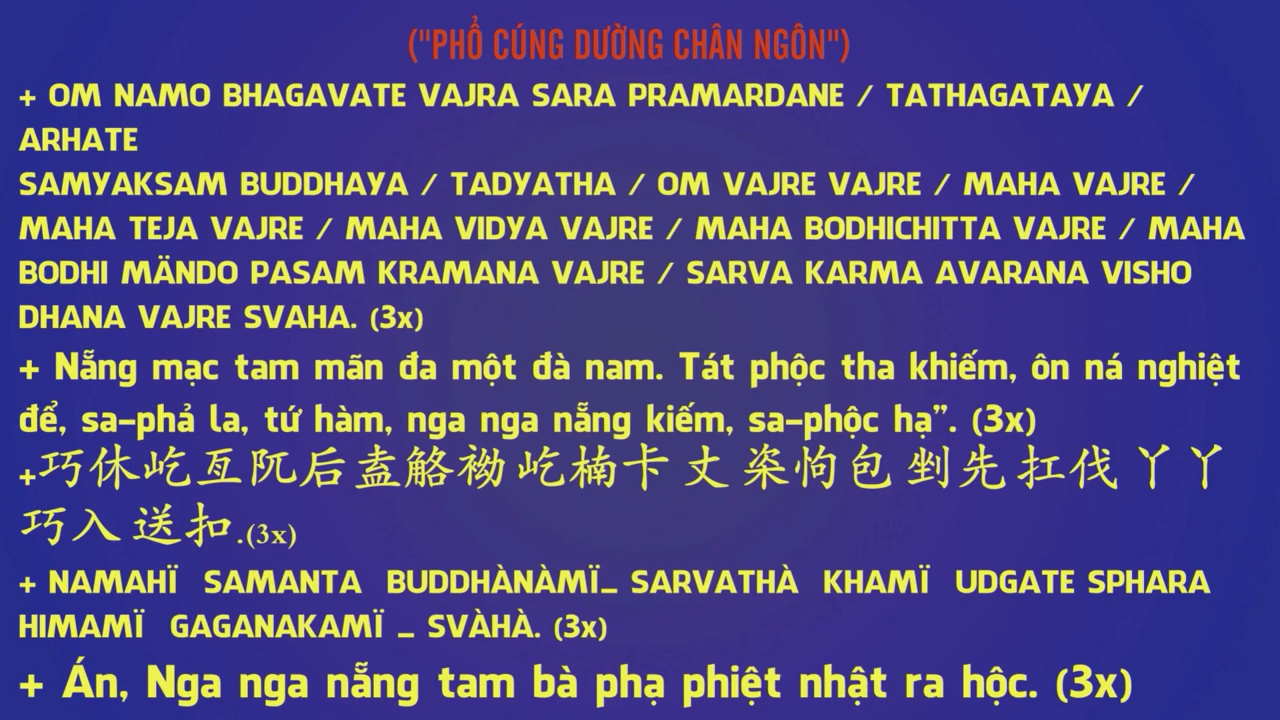 ("PHỔ CÚNG DƯỜNG CHÂN NGÔN")
+ OM NAMO BHAGAVATE VAJRA SARA PRAMARDANE / TATHAGATAYA /
ARHATE
SAMYAKSAM BUDDHAYA / TADYATHA / OM VAJRE VAJRE / MAHA VAJRE /
MAHA TEJA VAJRE / MAHA VIDYA VAJRE / MAHA BODHICHITTA VAJRE / MAHA
BODHI MÄNDO PASAM KRAMANA VAJRE / SARVA KARMA AVARANA VISHO
DHANA VAJRE SVAHA. (3x)
+ Nẵng mạc tam mãn đa một đà nam. Tát phộc tha khiếm, ôn ná nghiệt
để, sa-phả la, tứ hàm, nga nga nẵng kiếm, sa-phộc hạ”. (3x)
+巧休屹亙阢后盍觡袎屹楠卡丈栥怐包剉先扛伐丫丫
巧入送扣.(3x)
+ NAMAHÏ SAMANTA BUDDHÀNÀMÏ_ SARVATHÀ KHAMÏ UDGATE SPHARA
HIMAMÏ GAGANAKAMÏ _ SVÀHÀ. (3x)
+ Án, Nga nga nẵng tam bà phạ phiệt nhật ra hộc. (3x)